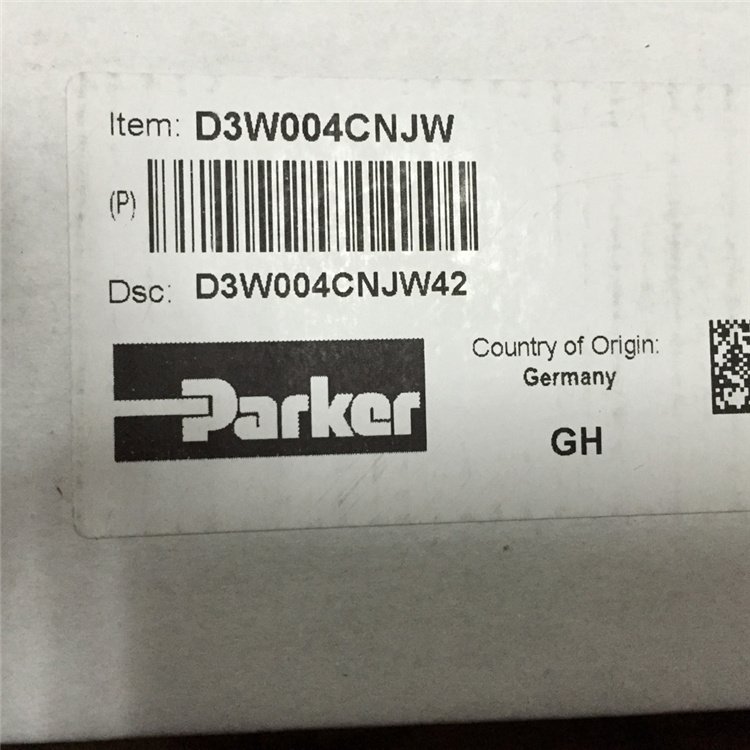 Item: D3W004CNJW
(P)
Dsc: D3W004CNJW42
Parker
Country of Origin:
Germany
GH